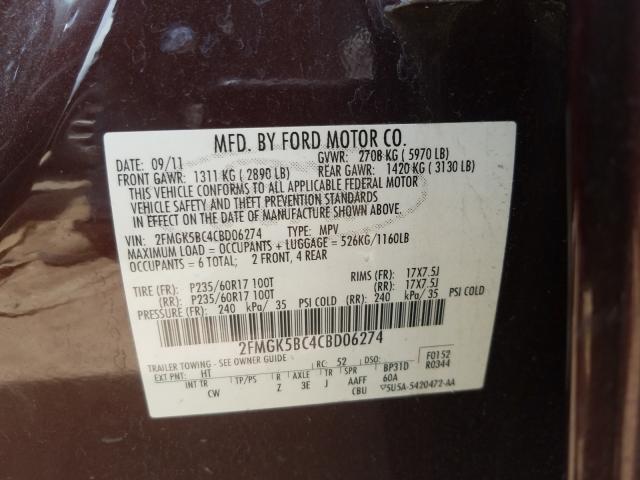 MFD. BY FORD MOTOR CO.
DATE: 09/11 GVWR: 2708 KG ( 5970 LB)
FRONT GAWR: 1311 KG ( 2890 LB) REAR GAWR: 1420 KG ( 3130 LB)
THIS VEHICLE CONFORMS TO ALL APPLICABLE FEDERAL MOTOR
VEHICLE SAFETY AND THEFT PREVENTION STANDARDS
IN EFFECT ON THE DATE OF MANUFACTURE SHOWN ABOVE.
VIN: 2FMGK5BC4CBD06274 TYPE: MPV
MAXIMUM LOAD = OCCUPANTS + LUGGAGE = 526KG/1160LB
OCCUPANTS = 6 TOTAL; 2 FRONT, 4 REAR
TIRE (FF): P235/60R17 100T RIMS (FF): 17X7.5J
(RR): P235/60R17 100T (RR): 17X7.5J
PRESSURE (FF): 240 kPa/ 35 PSI COLD (RR): 240 kPa/ 35 PSI COLD
2FMGK5BC4CBD06274
TRAILER TOWING - SEE OWNER GUIDE
EXT PNT: HT RC: 52 DSO: BP31D F0152
INT TR TP/PS R AXLE TR SPR R0344
CW Z 3E J AAFF 60A
CBU 5U5A-5420472-AA